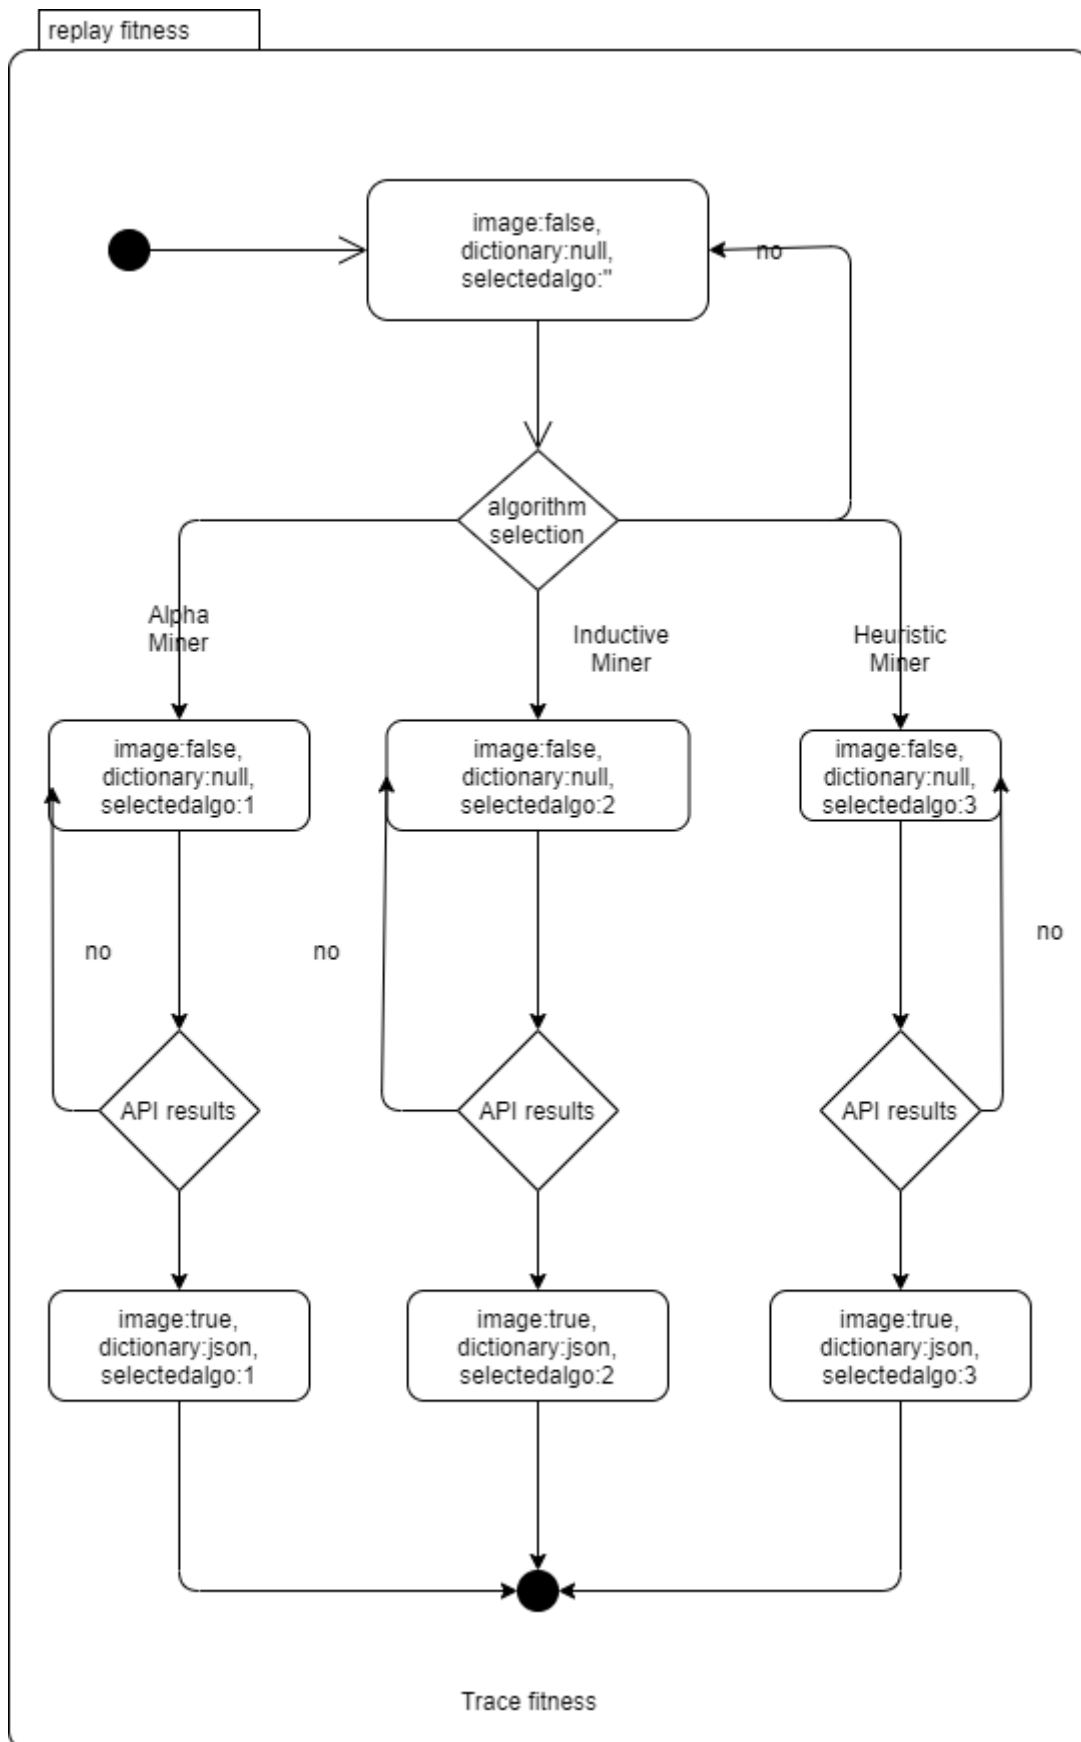 replay fitness
image:false,
dictionary:null,
selectedalgo:"
no
algorithm
selection
Alpha
Miner
Inductive
Miner
Heuristic
Miner
image:false,
dictionary:null,
selectedalgo:1
image:false,
dictionary:null,
selectedalgo:2
image:false,
dictionary:null,
selectedalgo:3
no
no
no
API results
API results
API results
image:true,
dictionary:json,
selectedalgo:1
image:true,
dictionary:json,
selectedalgo:2
image:true,
dictionary:json,
selectedalgo:3
Trace fitness